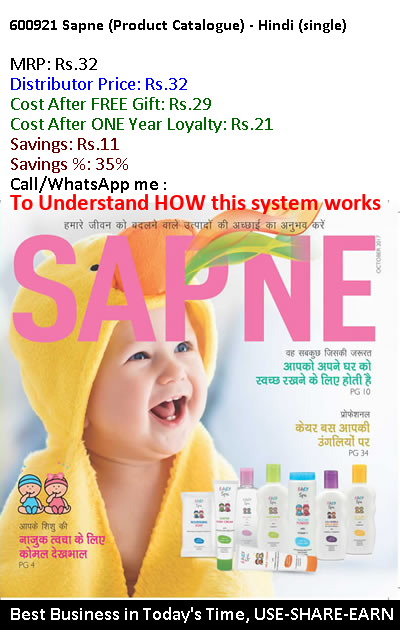 600921 Sapne (Product Catalogue) - Hindi (single)
MRP: Rs.32
Distributor Price: Rs.32
Cost After FREE Gift: Rs.29
Cost After ONE Year Loyalty: Rs.21
Savings: Rs.11
Savings %: 35%
Call/WhatsApp me :
To Understand HOW this system works
हमारे जीवन को बदलने वाले उत्पादों की अच्छाई का अनुभव करें
OCTOBER 2017
SAPNE
वह सबकुछ जिसकी जरूरत
आपको अपने घर को
स्वच्छ रखने के लिए होती है
PG 10
प्रोफेशनल
केयर बस आपकी
उंगलियों पर
PG 34
आपके शिशु की
नाजुक त्वचा के लिए
कोमल देखभाल
PG 4
Best Business in Today's Time, USE-SHARE-EARN